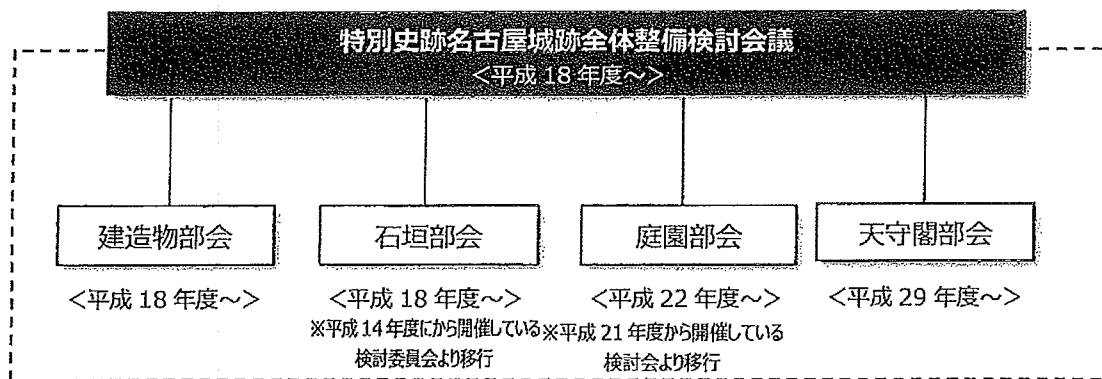 特別史跡名古屋城跡全体整備検討会議
<平成 18 年度～>
建造物部会
石垣部会
庭園部会
天守閣部会
<平成 18 年度～>
<平成 18 年度～>
<平成 22 年度～>
<平成 29 年度～>
※平成 14 年度にから開催している
検討委員会より移行
※平成 21 年度から開催している
検討会より移行